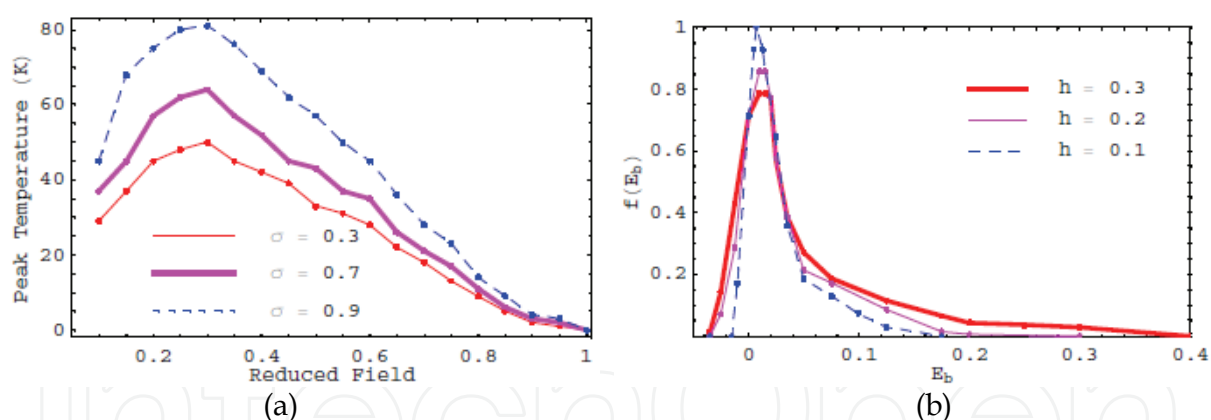 80
60
40
20
0
Peak Temperature (K)
σ = 0.3
σ = 0.7
σ = 0.9
0.2 0.4 0.6 0.8 1
Reduced Field
(a)
1
0.8
0.6
0.4
0.2
f(E_b)
h = 0.3
h = 0.2
h = 0.1
0 0.1 0.2 0.3 0.4
E_b
(b)